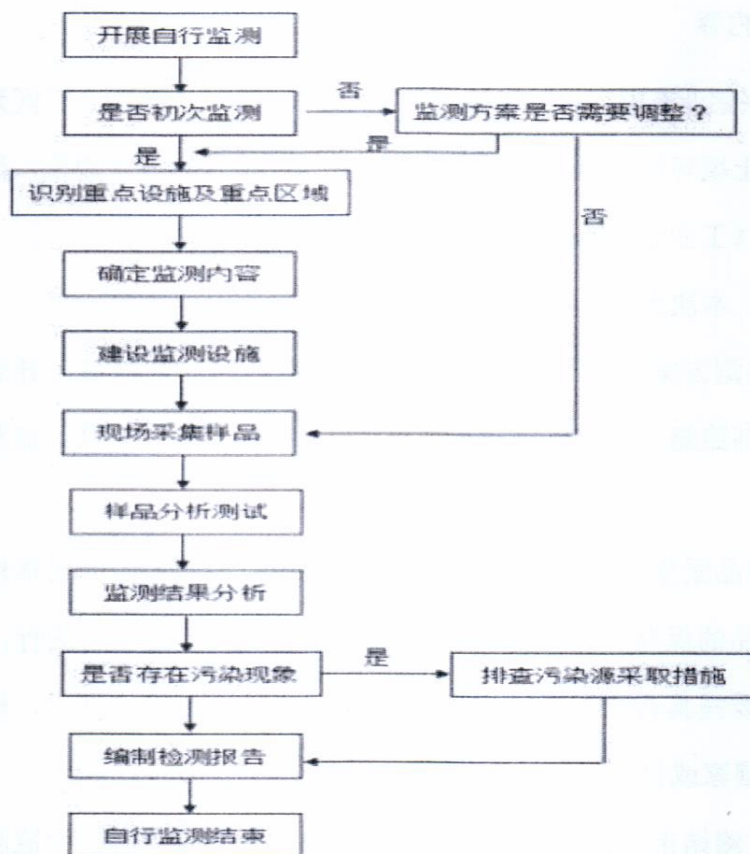 开展自行监测
是否初次监测
否
监测方案是否需要调整？
是
是
识别重点设施及重点区域
否
确定监测内容
建设监测设施
现场采集样品
样品分析测试
监测结果分析
是否存在污染现象
是
排查污染源采取措施
编制检测报告
自行监测结束